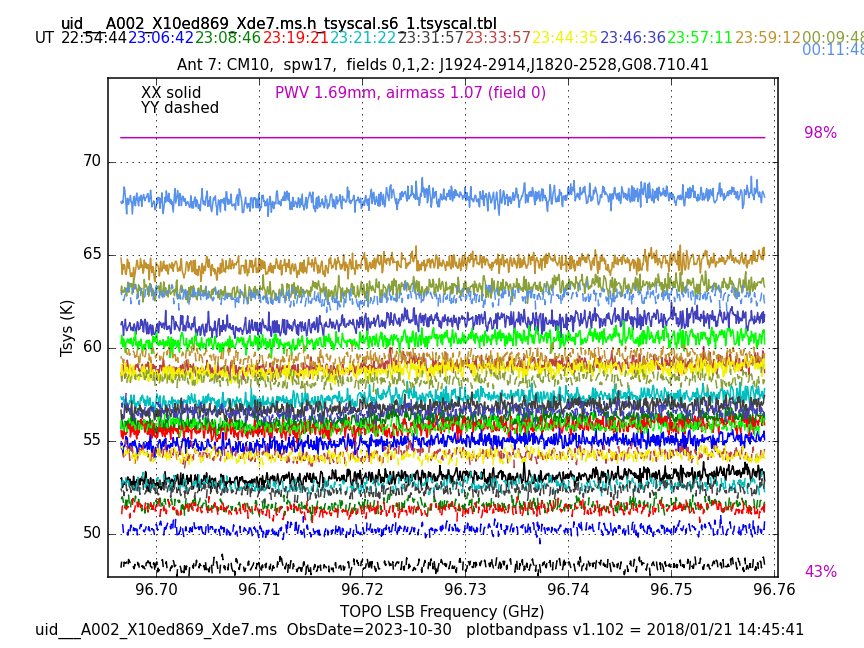 uid___A002_X10ed869_Xde7.ms.h_tsyscal.s6_1.tsyscal.tbl
UT 22:54:44 23:06:42 23:08:46 23:19:21 23:21:22 23:31:57 23:33:57 23:44:35 23:46:36 23:57:11 23:59:12 00:09:48
00:11:48
Ant 7: CM10, spw17, fields 0,1,2: J1924-2914,J1820-2528,G08.710.41
XX solid
PWV 1.69mm, airmass 1.07 (field 0)
YY dashed
98%
70
65
60
55
50
Tsys (K)
43%
96.70 96.71 96.72 96.73 96.74 96.75 96.76
TOPO LSB Frequency (GHz)
uid___A002_X10ed869_Xde7.ms ObsDate=2023-10-30 plotbandpass v1.102 = 2018/01/21 14:45:41